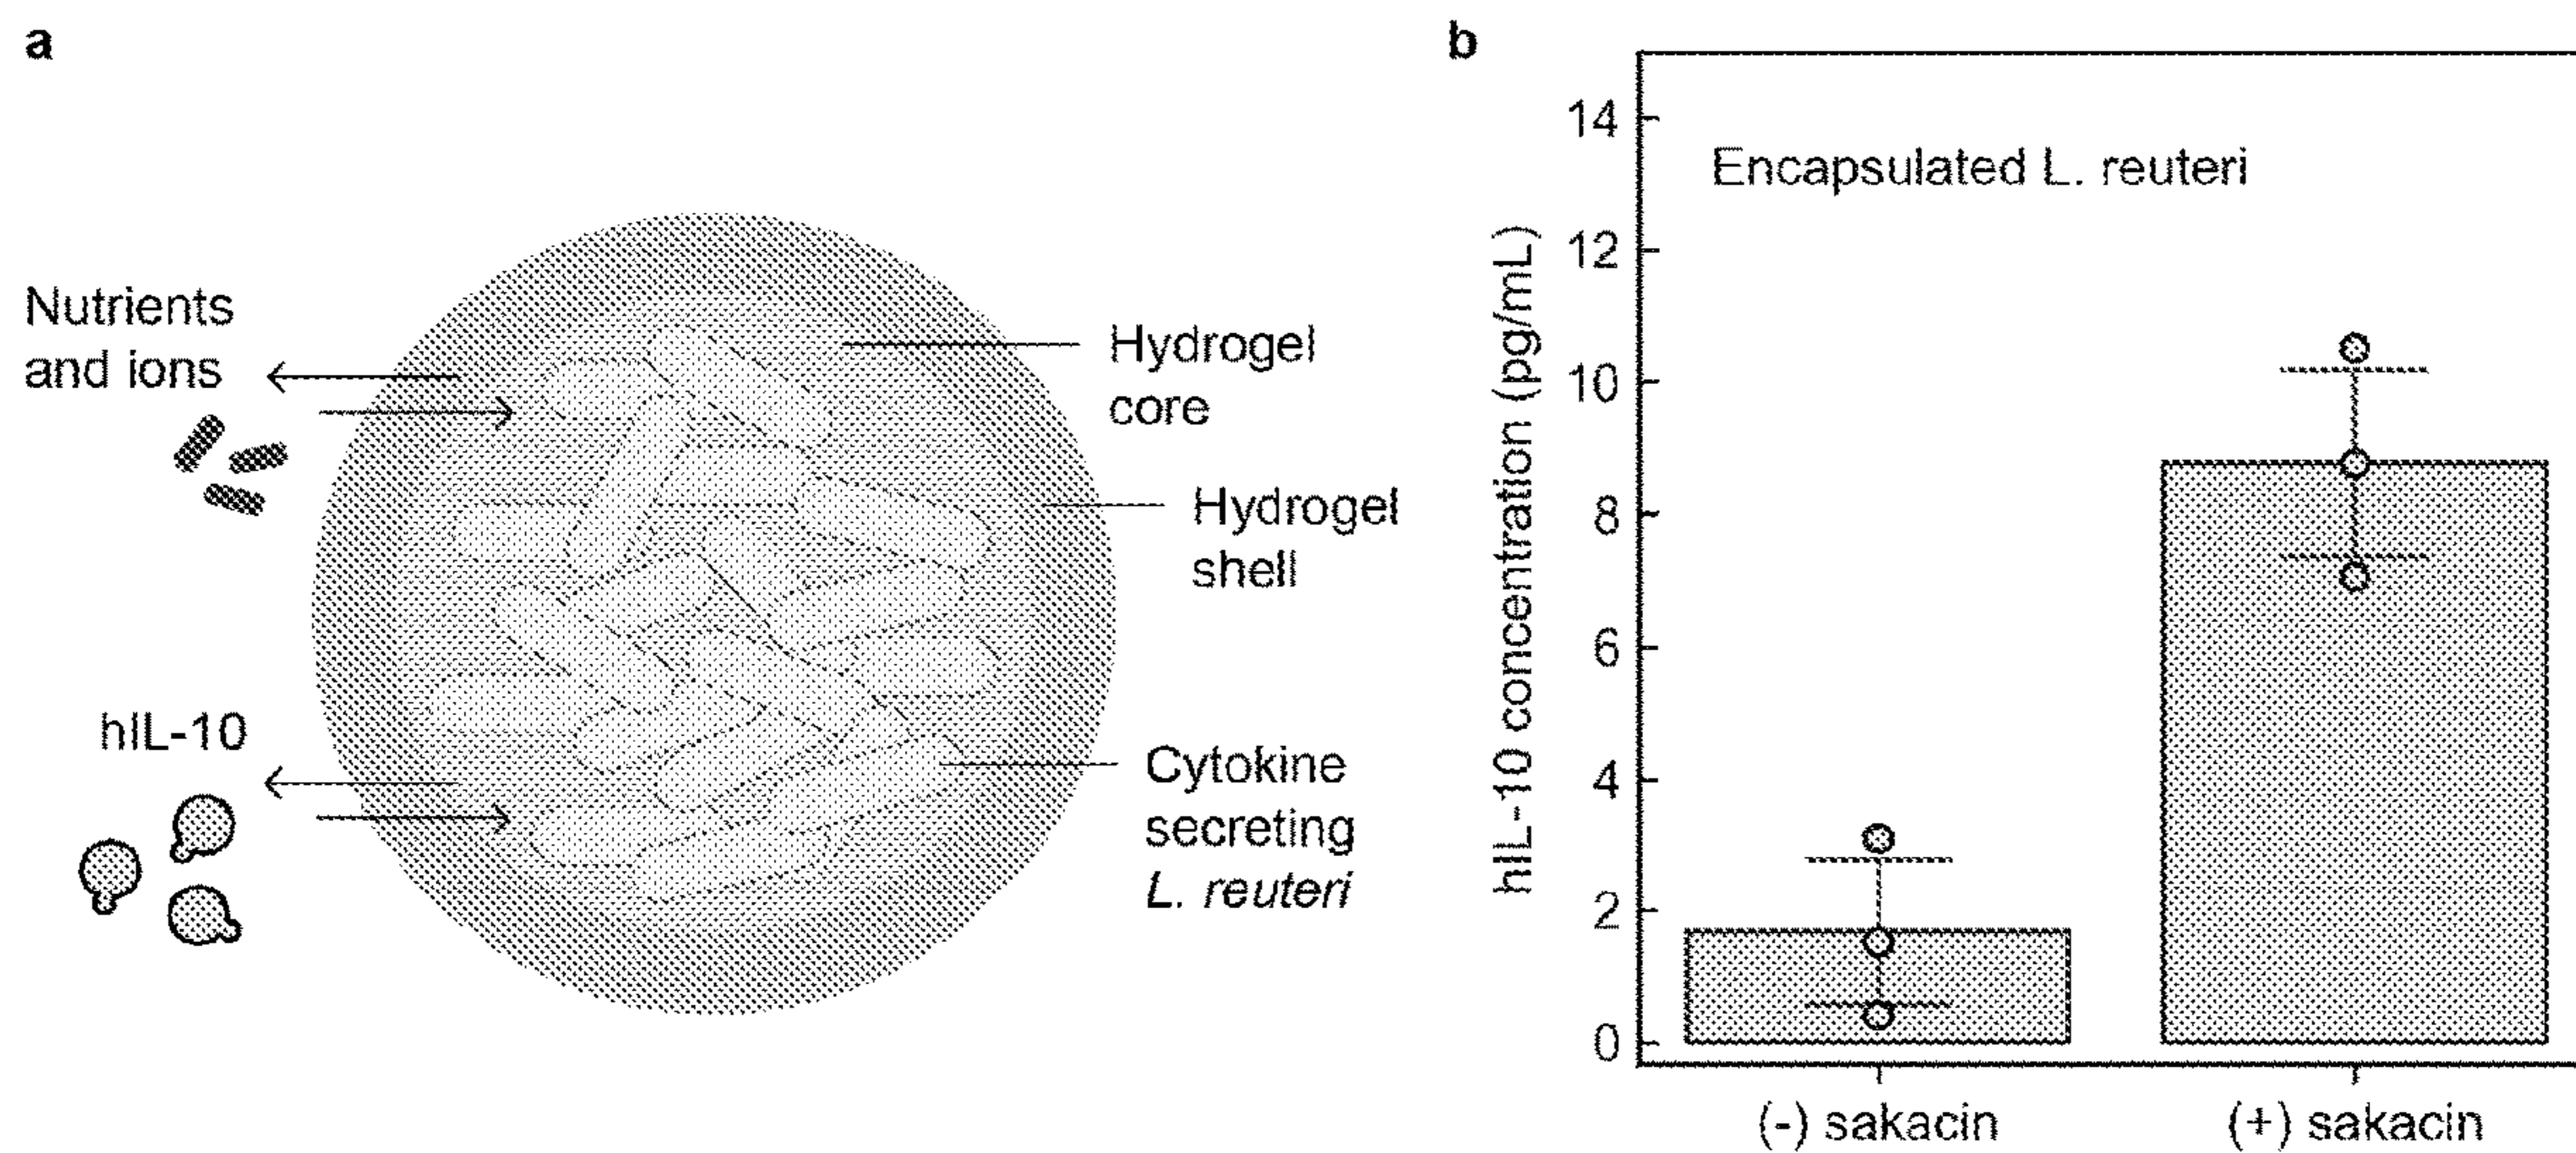 a
Nutrients
and ions
hIL-10
Hydrogel
core
Hydrogel
shell
Cytokine
secreting
L. reuteri
b
Encapsulated L. reuteri
hIL-10 concentration (pg/mL)
14
12
10
8
6
4
2
0
(-) sakacin
(+) sakacin